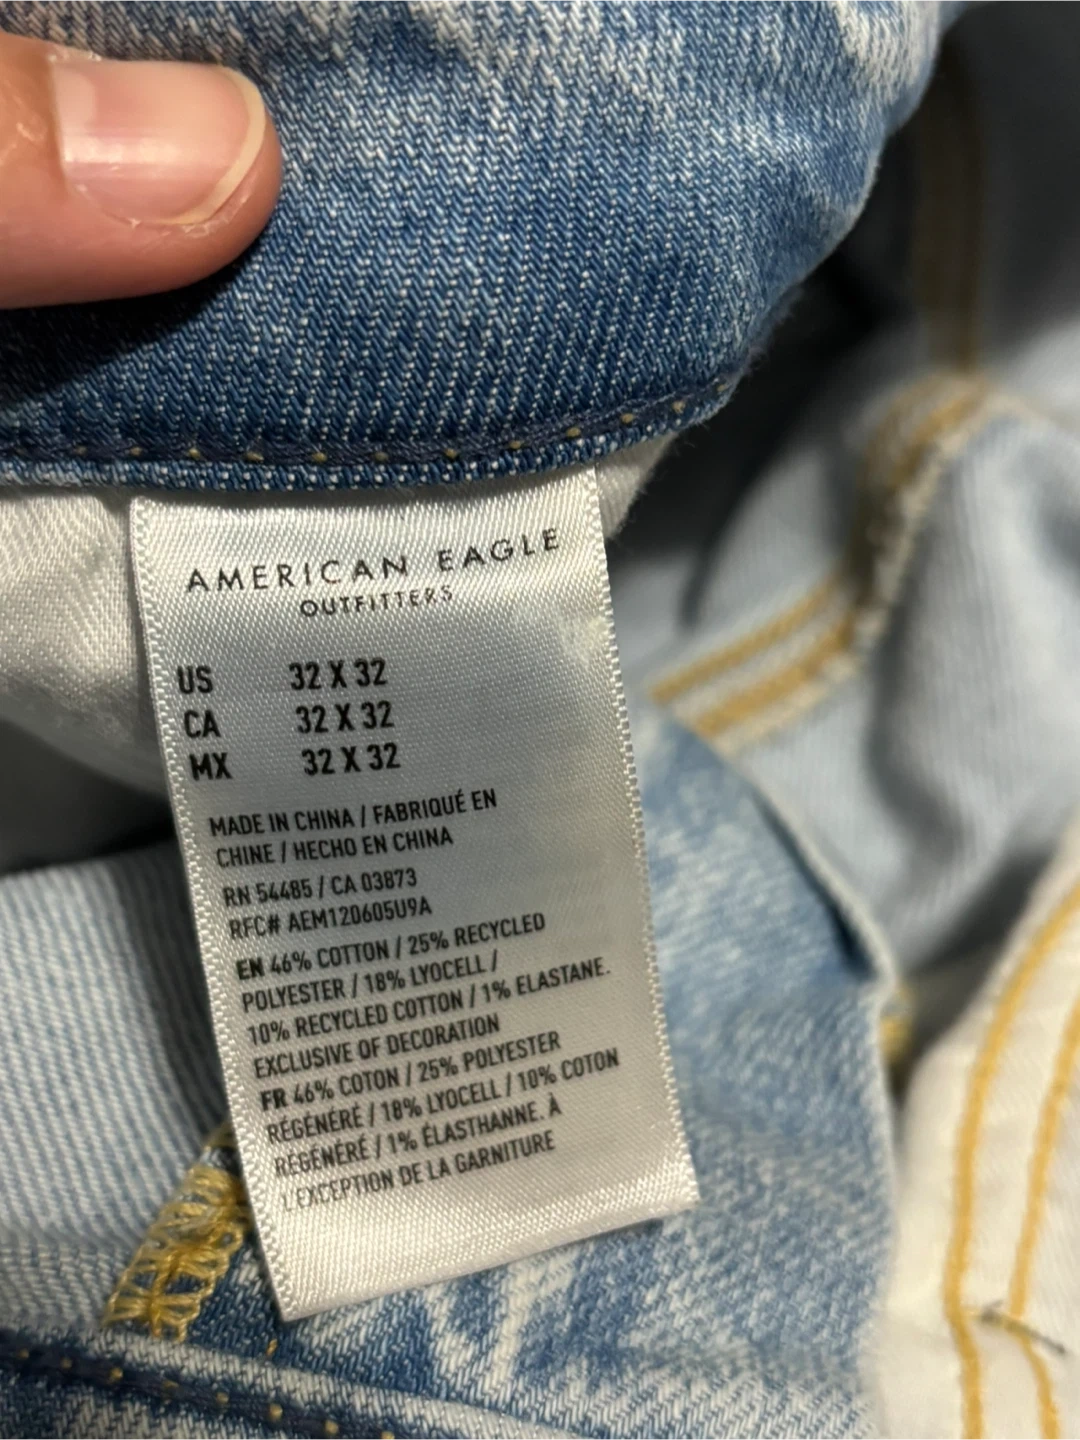 AMERICAN EAGLE
OUTFITTERS
US 32 X 32
CA 32 X 32
MX 32 X 32
MADE IN CHINA / FABRIQUÉ EN
CHINE / HECHO EN CHINA
RN 54485 / CA 03873
RFC# AEM120605U9A
EN 46% COTTON / 25% RECYCLED
POLYESTER / 18% LYOCELL /
10% RECYCLED COTTON / 1% ELASTANE.
EXCLUSIVE OF DECORATION
FR 46% COTON / 25% POLYESTER
RÉGÉNÉRÉ / 18% LYOCELL / 10% COTON
RÉGÉNÉRÉ / 1% ÉLASTHANNE. À
L'EXCEPTION DE LA GARNITURE